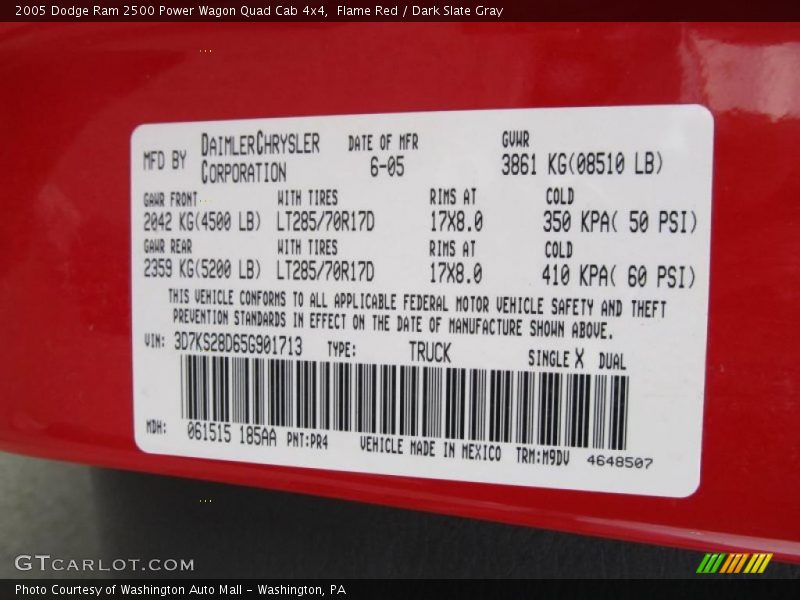 2005 Dodge Ram 2500 Power Wagon Quad Cab 4x4,  Flame Red / Dark Slate Gray
MFD BY DAIMLERCHRYSLER CORPORATION DATE OF MFR 6-05 GVWR 3861 KG(08510 LB)
GAWR FRONT WITH TIRES RIMS AT COLD
2042 KG(4500 LB) LT285/70R17D 17X8.0 350 KPA( 50 PSI)
GAWR REAR WITH TIRES RIMS AT COLD
2359 KG(5200 LB) LT285/70R17D 17X8.0 410 KPA( 60 PSI)
THIS VEHICLE CONFORMS TO ALL APPLICABLE FEDERAL MOTOR VEHICLE SAFETY AND THEFT
PREVENTION STANDARDS IN EFFECT ON THE DATE OF MANUFACTURE SHOWN ABOVE.
VIN: 3D7KS28D65G901713 TYPE: TRUCK SINGLE X DUAL
MDH: 061515 185AA PNT:PR4 VEHICLE MADE IN MEXICO TRM:M9DV 4648507
GTCARLOT.COM
Photo Courtesy of Washington Auto Mall - Washington, PA